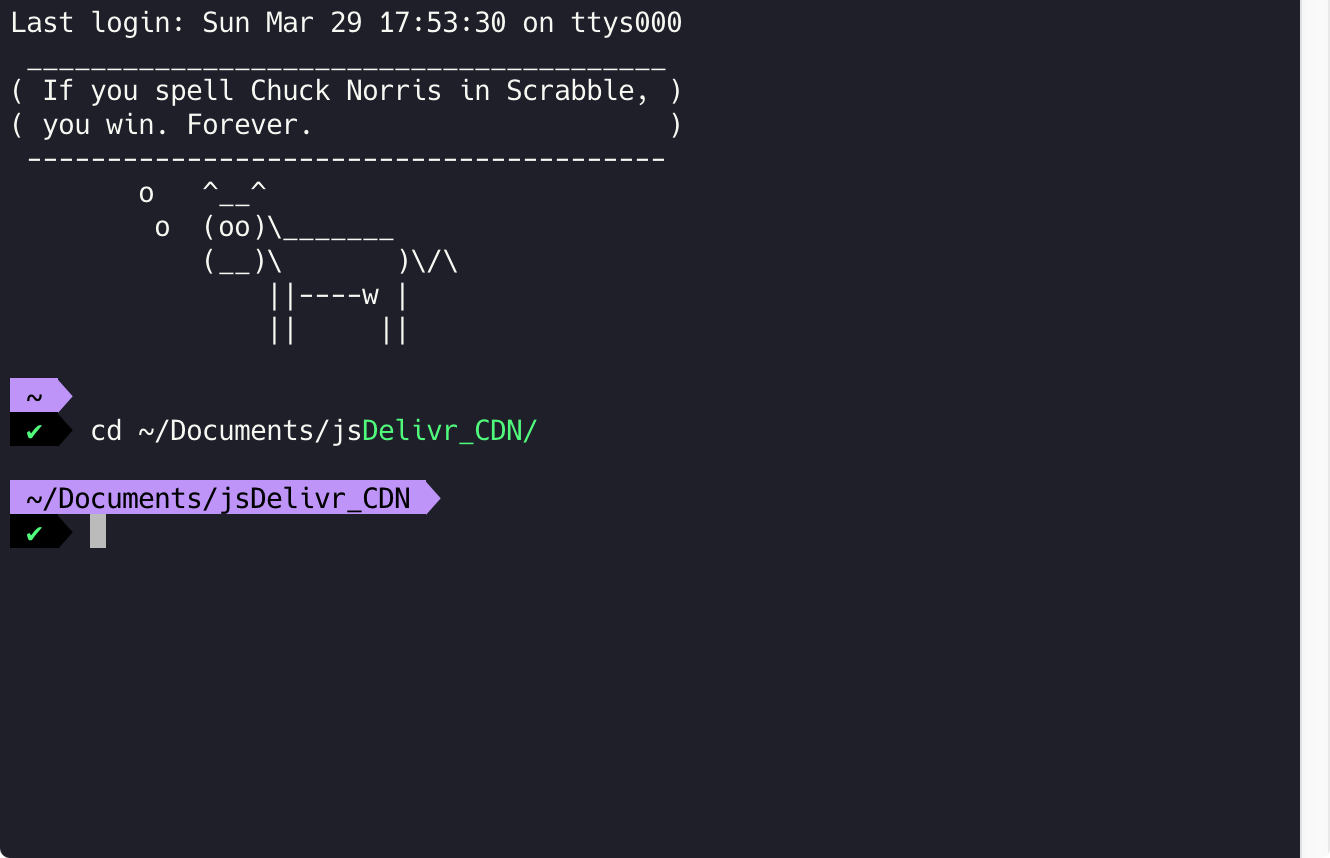 Last login: Sun Mar 29 17:53:30 on ttys000
 ________________________________________
( If you spell Chuck Norris in Scrabble, )
( you win. Forever.                      )
 ----------------------------------------
        o   ^__^
         o  (oo)\_______
            (__)\       )\/\
                ||----w |
                ||     ||

 ~
 ✔  cd ~/Documents/jsDelivr_CDN/

 ~/Documents/jsDelivr_CDN
 ✔